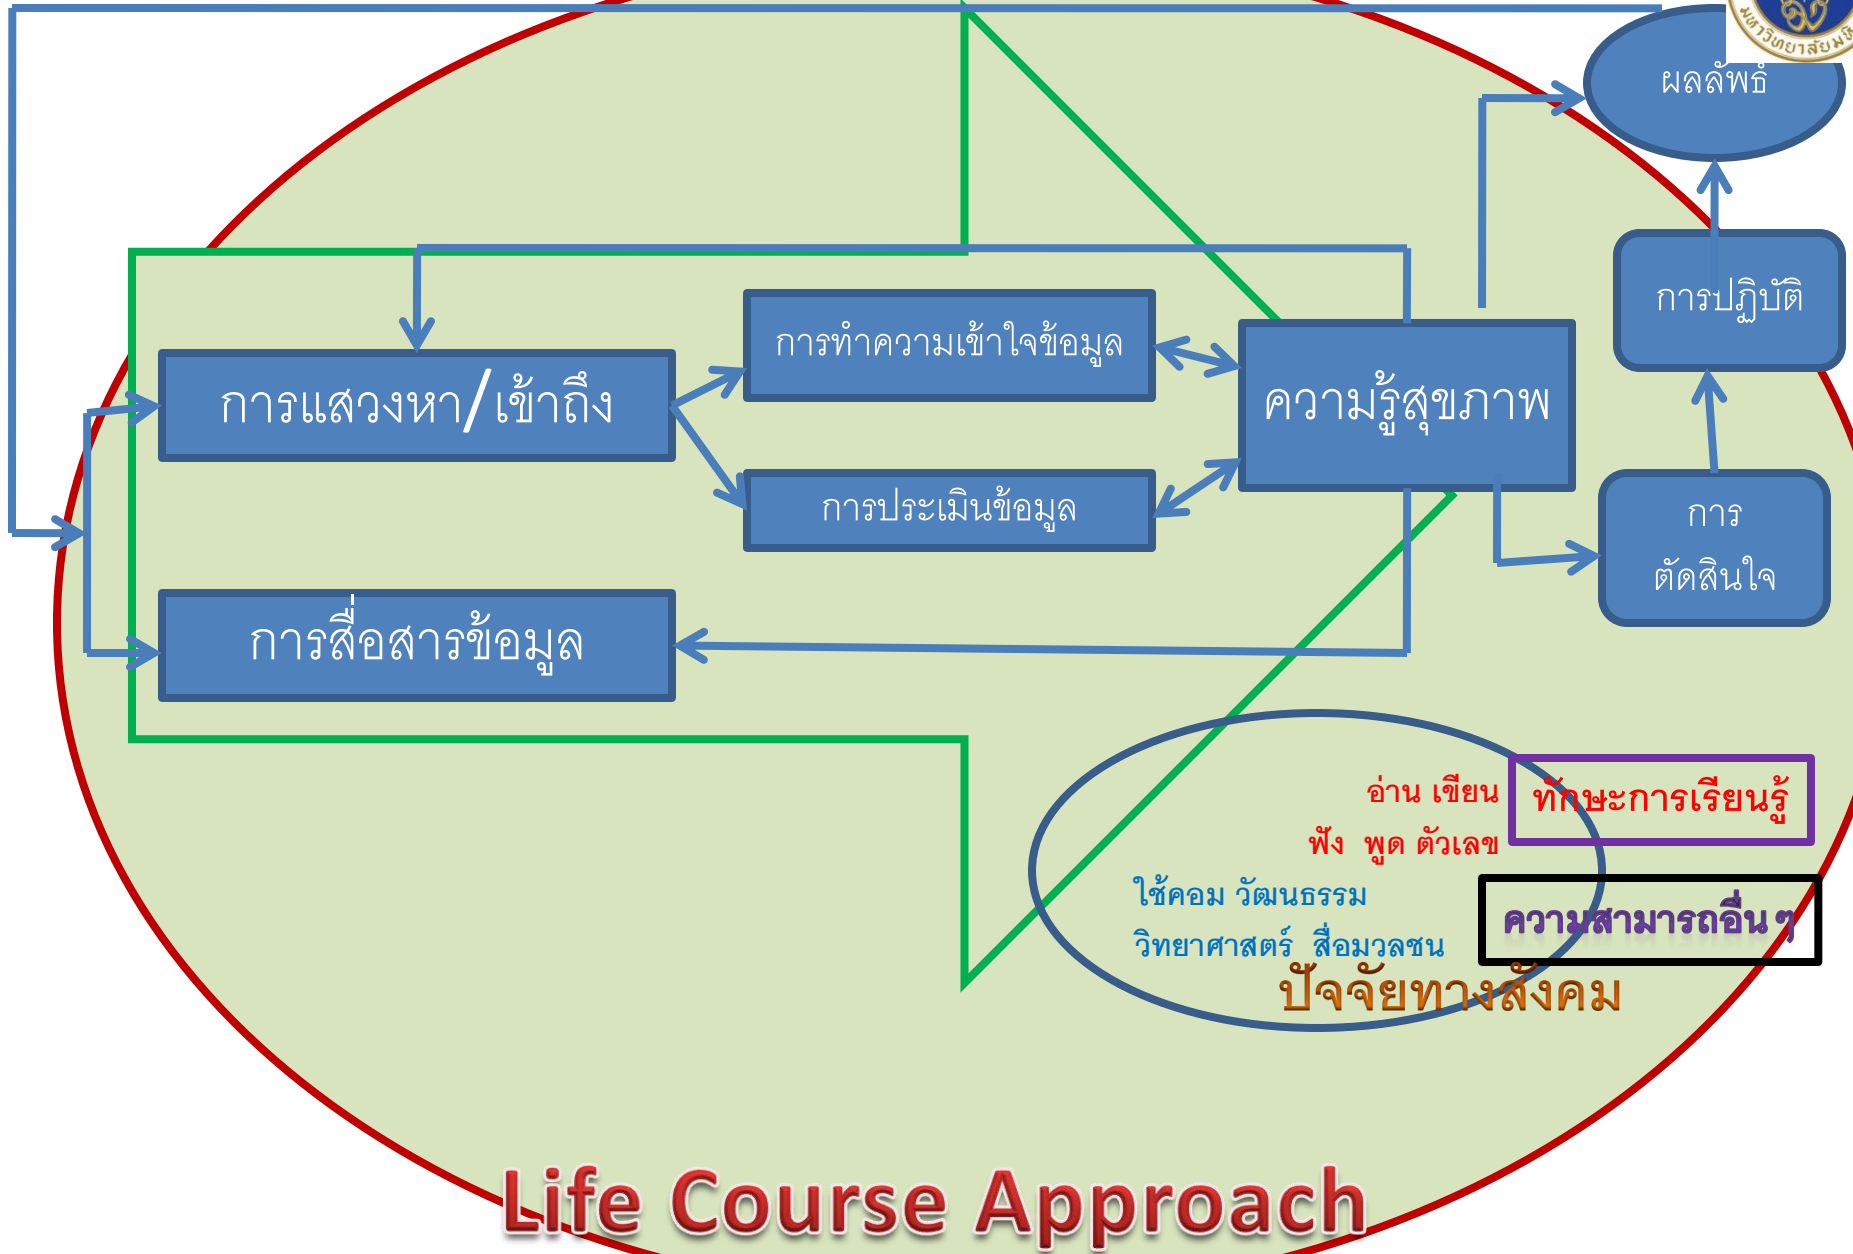 ผลลัพธ์
การปฏิบัติ
การทำความเข้าใจข้อมูล
การแสวงหา/เข้าถึง
ความรู้สุขภาพ
การประเมินข้อมูล
การ
ตัดสินใจ
การสื่อสารข้อมูล
อ่าน เขียน
ฟัง พูด ตัวเลข
ทักษะการเรียนรู้
ใช้คอม วัฒนธรรม
วิทยาศาสตร์ สื่อมวลชน
ความสามารถอื่น ๆ
ปัจจัยทางสังคม
Life Course Approach